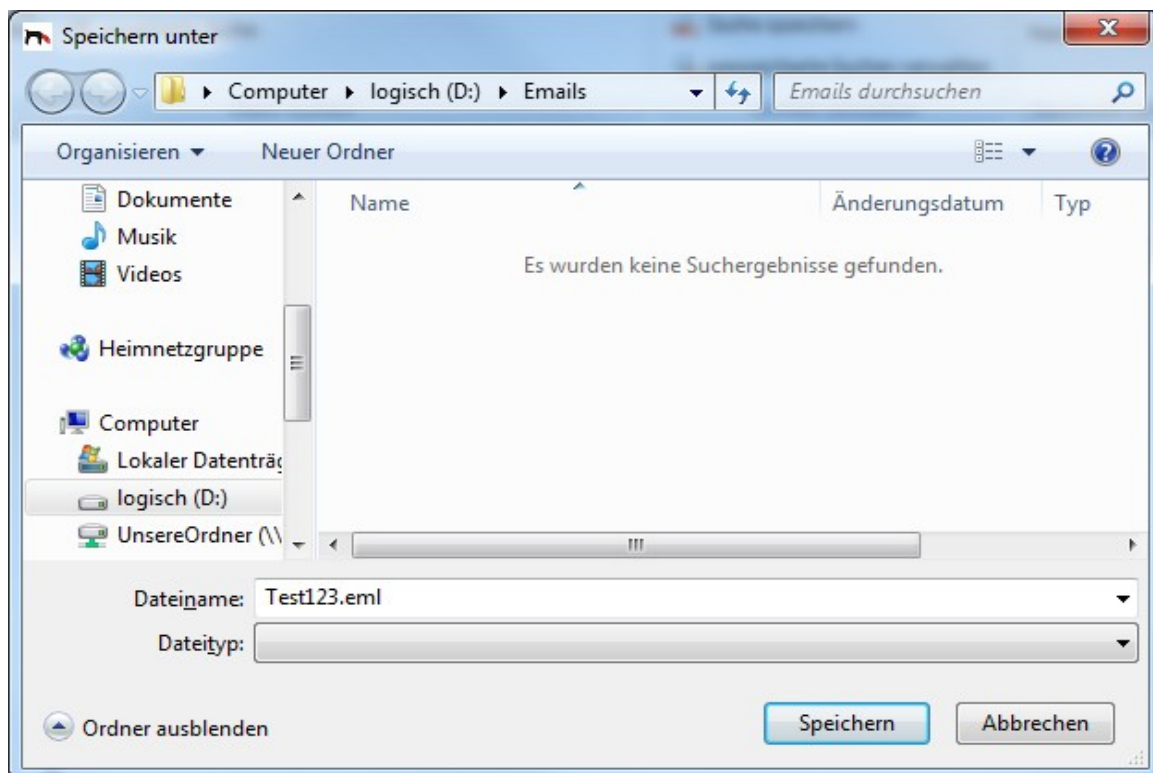 Speichern unter
Computer ▸ logisch (D:) ▸ Emails
Emails durchsuchen
Organisieren
Neuer Ordner
Dokumente
Musik
Videos
Heimnetzgruppe
Computer
Lokaler Datenträg
logisch (D:)
UnsereOrdner (\\
Name
Änderungsdatum
Typ
Es wurden keine Suchergebnisse gefunden.
Dateiname: Test123.eml
Dateityp:
Ordner ausblenden
Speichern
Abbrechen